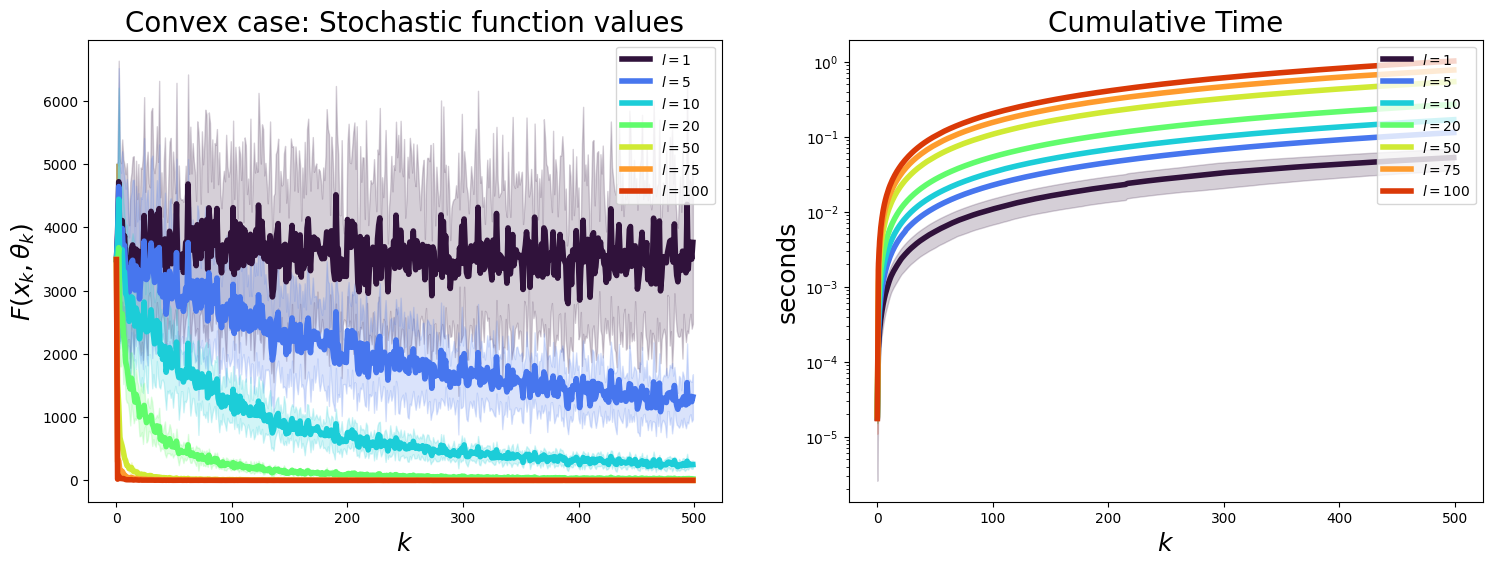 Convex case: Stochastic function values
F(x_k, θ_k)
6000
5000
4000
3000
2000
1000
0
l = 1
l = 5
l = 10
l = 20
l = 50
l = 75
l = 100
0 100 200 300 400 500
k
Cumulative Time
seconds
10⁰
10⁻¹
10⁻²
10⁻³
10⁻⁴
10⁻⁵
l = 1
l = 5
l = 10
l = 20
l = 50
l = 75
l = 100
0 100 200 300 400 500
k